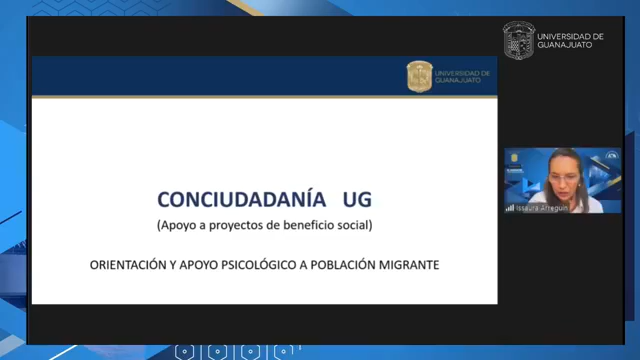 UNIVERSIDAD DE
GUANAJUATO
UNIVERSIDAD DE
GUANAJUATO
CONCIUDADANÍA UG
(Apoyo a proyectos de beneficio social)
ORIENTACIÓN Y APOYO PSICOLÓGICO A POBLACIÓN MIGRANTE
Issaura Arreguin